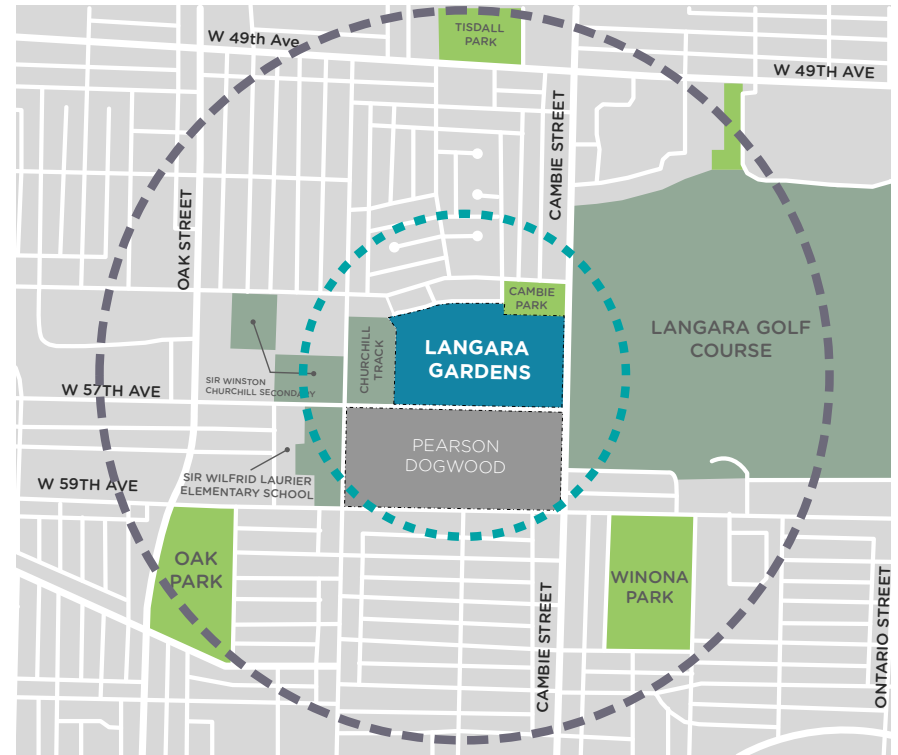 TISDALL
PARK
W 49th Ave
W 49TH AVE
CAMBIE STREET
OAK STREET
CAMBIE
PARK
LANGARA GOLF
COURSE
CHURCHILL
TRACK
LANGARA
GARDENS
SIR WINSTON
CHURCHILL SECONDARY
W 57TH AVE
PEARSON
DOGWOOD
SIR WILFRID LAURIER
ELEMENTARY SCHOOL
W 59TH AVE
OAK
PARK
WINONA
PARK
CAMBIE STREET
ONTARIO STREET